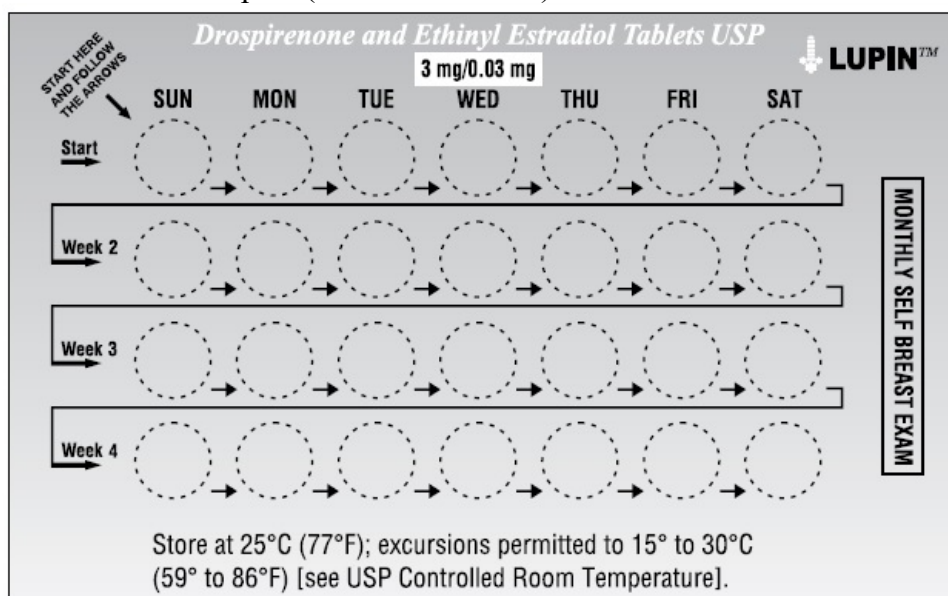 Drospirenone and Ethinyl Estradiol Tablets USP
3 mg/0.03 mg
LUPIN™
START HERE
AND FOLLOW
THE ARROWS
SUN MON TUE WED THU FRI SAT
Start
Week 2
Week 3
Week 4
MONTHLY SELF BREAST EXAM
Store at 25°C (77°F); excursions permitted to 15° to 30°C
(59° to 86°F) [see USP Controlled Room Temperature].